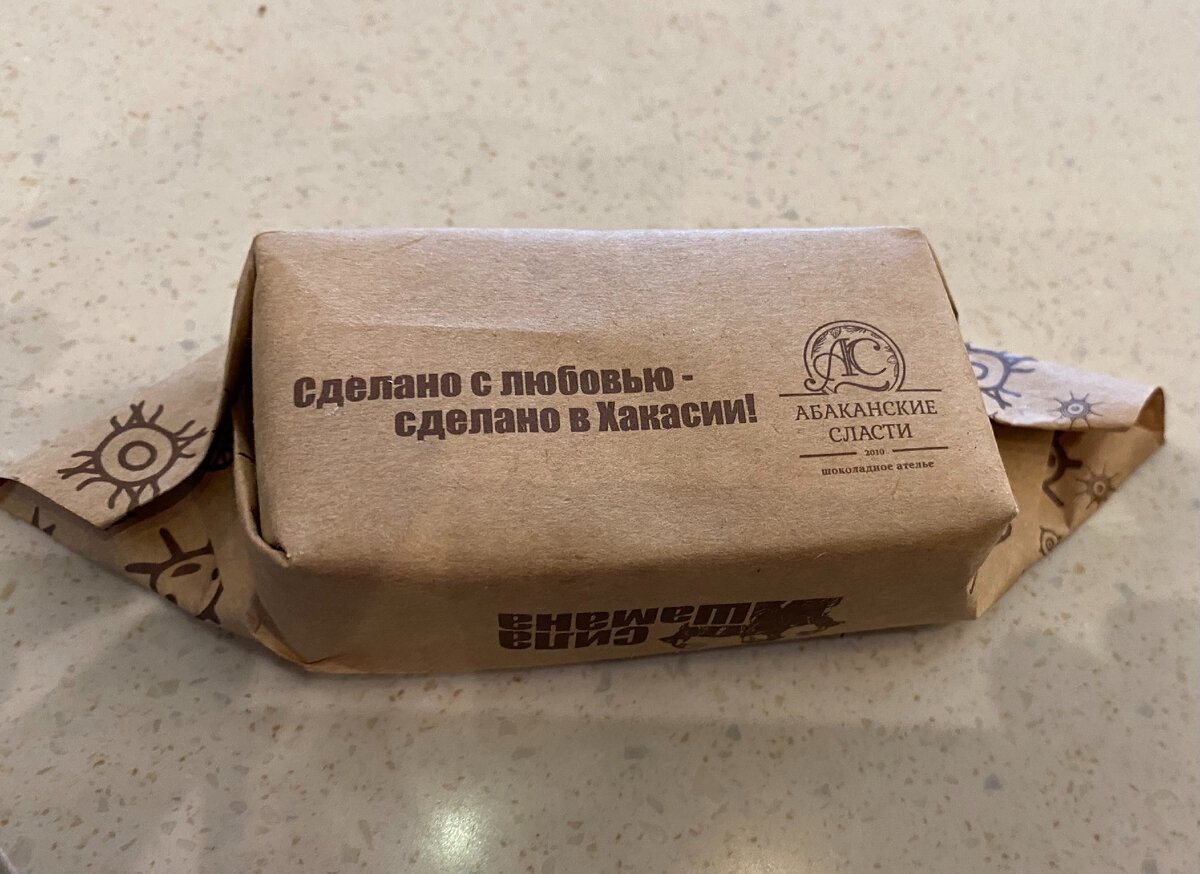 Сделано с любовью -
сделано в Хакасии!
АС
АБАКАНСКИЕ
СЛАСТИ
2010
шоколадное ателье
сила
Шамана